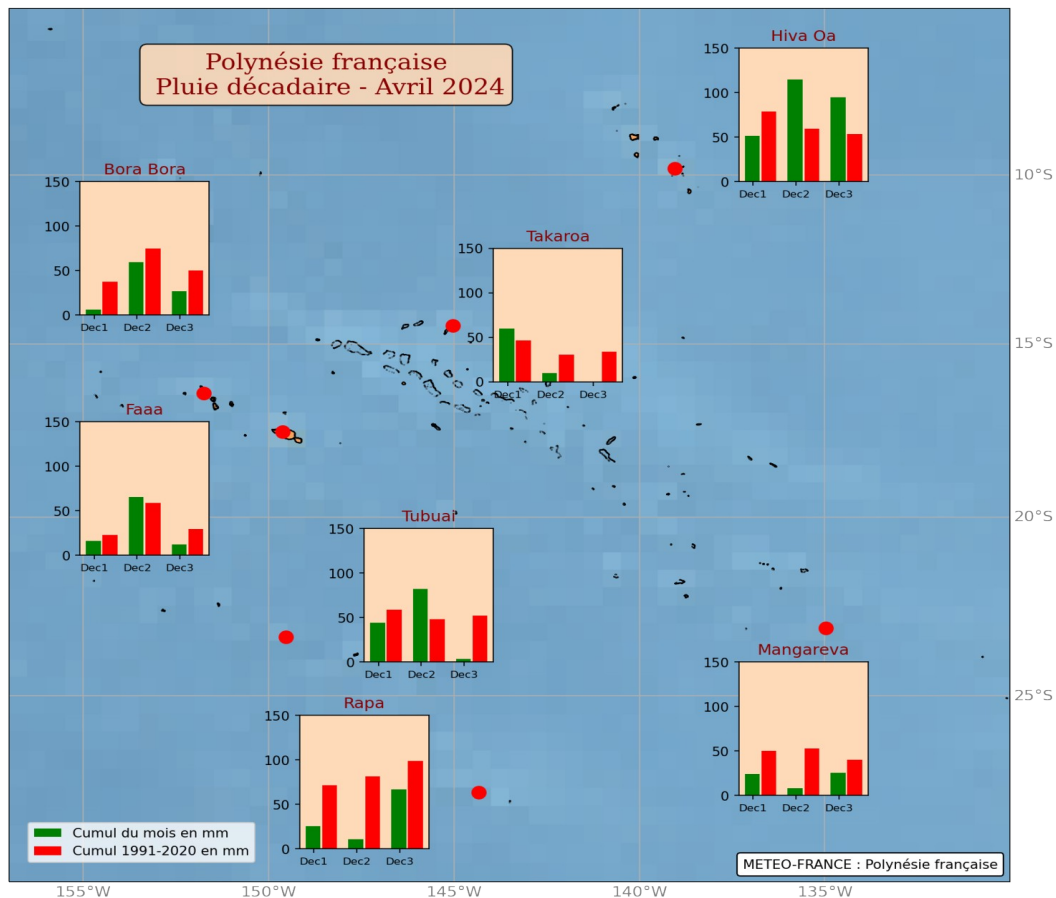 Polynésie française
Pluie décadaire - Avril 2024
Hiva Oa
150
100
50
0
Dec1 Dec2 Dec3
10°S
Bora Bora
150
100
50
0
Dec1 Dec2 Dec3
Takaroa
150
100
50
0
Dec1 Dec2 Dec3
15°S
Faaa
150
100
50
0
Dec1 Dec2 Dec3
20°S
Tubuai
150
100
50
0
Dec1 Dec2 Dec3
Mangareva
150
100
50
0
Dec1 Dec2 Dec3
25°S
Rapa
150
100
50
0
Dec1 Dec2 Dec3
Cumul du mois en mm
Cumul 1991-2020 en mm
METEO-FRANCE : Polynésie française
155°W 150°W 145°W 140°W 135°W